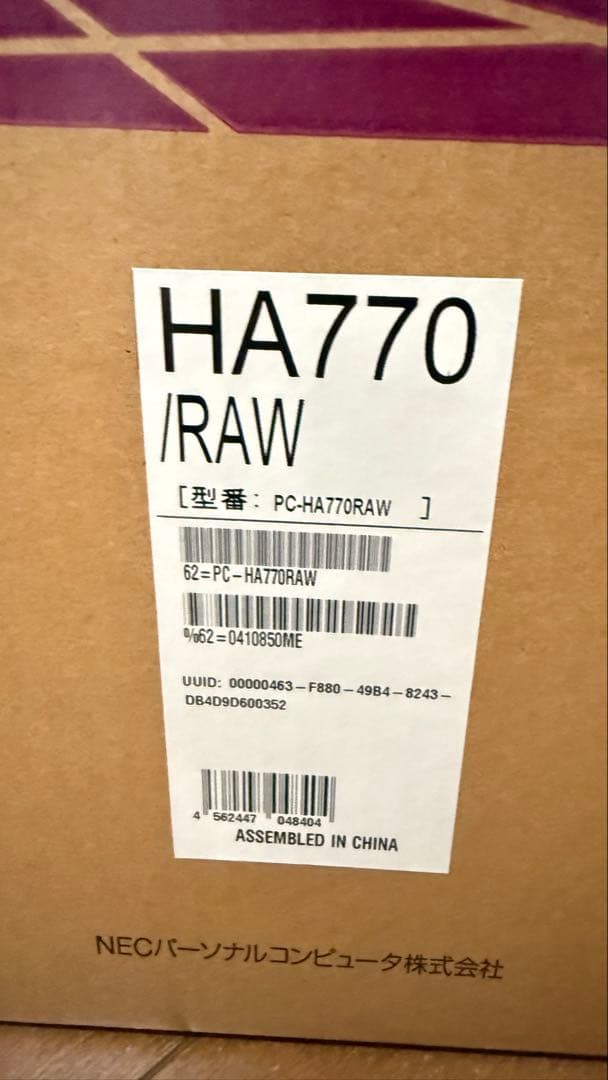 HA770
/RAW
[型番: PC-HA770RAW ]
62=PC-HA770RAW
%62=0410850ME
UUID: 00000463-F880-49B4-8243-
DB4D9D600352
4 562447 048404
ASSEMBLED IN CHINA
NECパーソナルコンピュータ株式会社